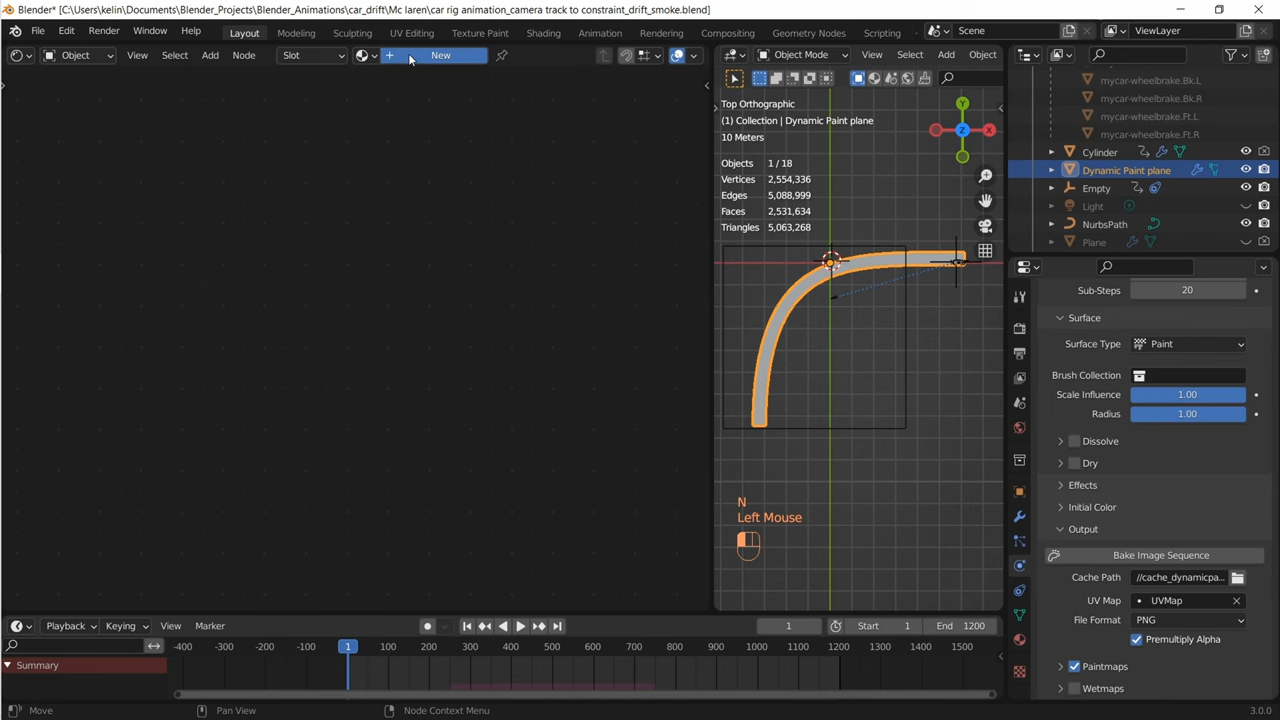 Blender* [C:\Users\kelin\Documents\Blender_Projects\Blender_Animations\car_drift\Mc laren\car rig animation_camera track to constraint_drift_smoke.blend]
File Edit Render Window Help Layout Modeling Sculpting UV Editing Texture Paint Shading Animation Rendering Compositing Geometry Nodes Scripting Scene ViewLayer
Object View Select Add Node Slot New Object Mode View Select Add Object
Top Orthographic
(1) Collection | Dynamic Paint plane
10 Meters
Objects 1 / 18
Vertices 2,554,336
Edges 5,088,999
Faces 2,531,634
Triangles 5,063,268
Y
Z
X
N
Left Mouse
mycar-wheelbrake.Bk.L
mycar-wheelbrake.Bk.R
mycar-wheelbrake.Ft.L
mycar-wheelbrake.Ft.R
Cylinder
Dynamic Paint plane
Empty
Light
NurbsPath
Plane
Sub-Steps 20
Surface
Surface Type Paint
Brush Collection
Scale Influence 1.00
Radius 1.00
Dissolve
Dry
Effects
Initial Color
Output
Bake Image Sequence
Cache Path //cache_dynamicpa...
UV Map UVMap
File Format PNG
Premultiply Alpha
Paintmaps
Wetmaps
Playback Keying View Marker 1 Start 1 End 1200
-400 -300 -200 -100 1 100 200 300 400 500 600 700 800 900 1000 1100 1200 1300 1400 1500
Summary
Move Pan View Node Context Menu 3.0.0